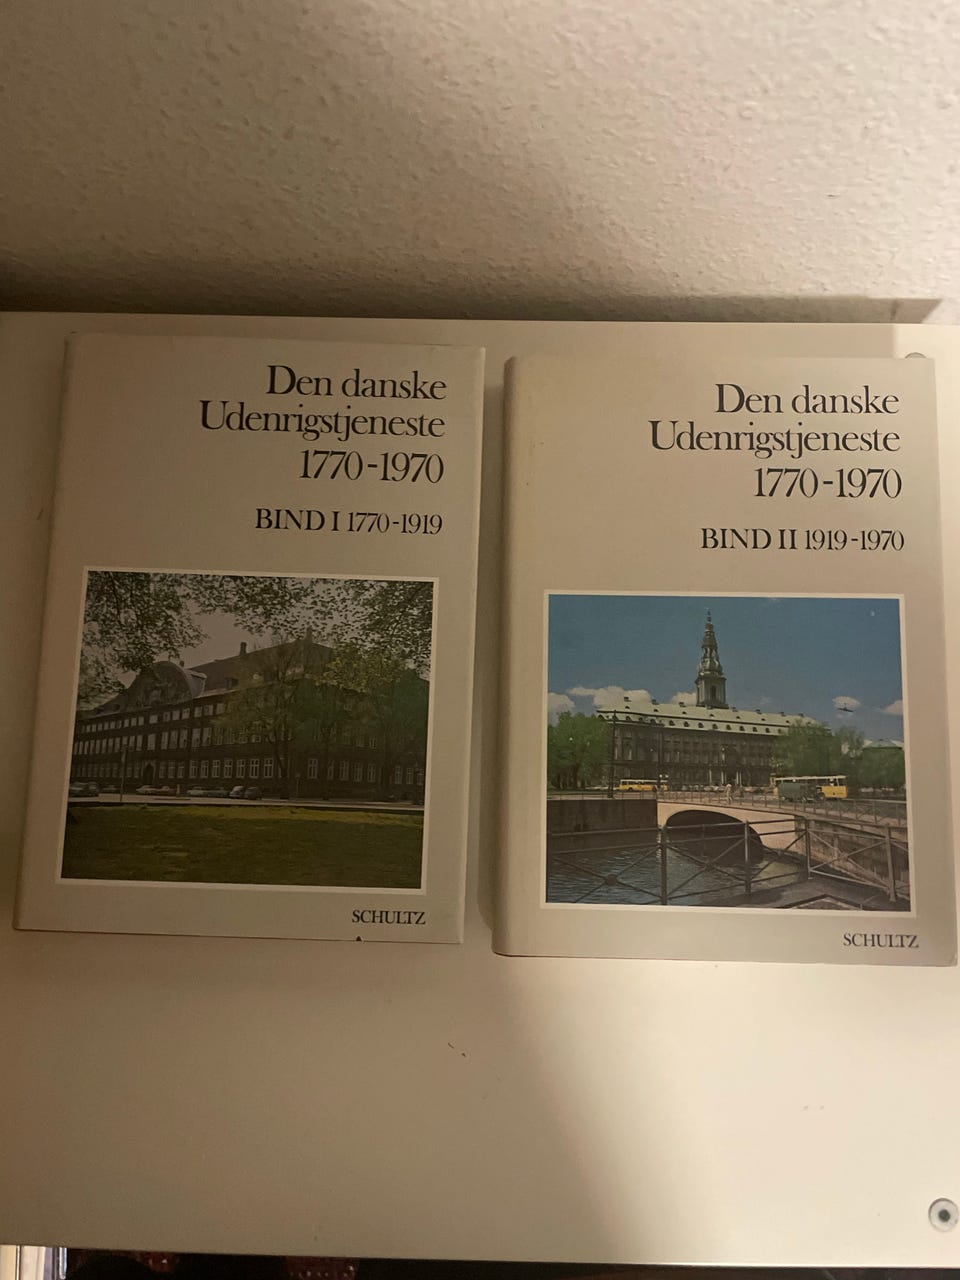 Den danske
Udenrigstjeneste
1770-1970
BIND I 1770-1919
SCHULTZ
Den danske
Udenrigstjeneste
1770-1970
BIND II 1919-1970
SCHULTZ